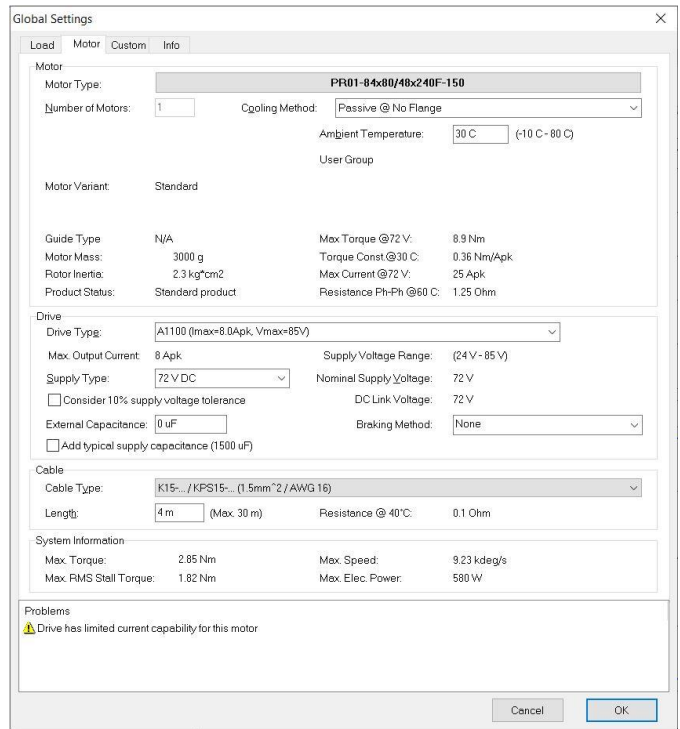 Global Settings
Load Motor Custom Info
Motor
Motor Type: PR01-84x80/48x240F-150
Number of Motors: 1 Cooling Method: Passive @ No Flange
Ambient Temperature: 30 C (-10 C - 80 C)
User Group
Motor Variant: Standard
Guide Type N/A Max Torque @72 V: 8.9 Nm
Motor Mass: 3000 g Torque Const.@30 C: 0.36 Nm/Apk
Rotor Inertia: 2.3 kg*cm2 Max Current @72 V: 25 Apk
Product Status: Standard product Resistance Ph-Ph @60 C: 1.25 Ohm
Drive
Drive Type: A1100 (Imax=8.0Apk, Vmax=85V)
Max. Output Current: 8 Apk Supply Voltage Range: (24 V - 85 V)
Supply Type: 72 V DC Nominal Supply Voltage: 72 V
Consider 10% supply voltage tolerance DC Link Voltage: 72 V
External Capacitance: 0 uF Braking Method: None
Add typical supply capacitance (1500 uF)
Cable
Cable Type: K15-... / KPS15-... (1.5mm^2 / AWG 16)
Length: 4 m (Max. 30 m) Resistance @ 40°C: 0.1 Ohm
System Information
Max. Torque: 2.85 Nm Max. Speed: 9.23 kdeg/s
Max. RMS Stall Torque: 1.82 Nm Max. Elec. Power: 580 W
Problems
Drive has limited current capability for this motor
Cancel OK